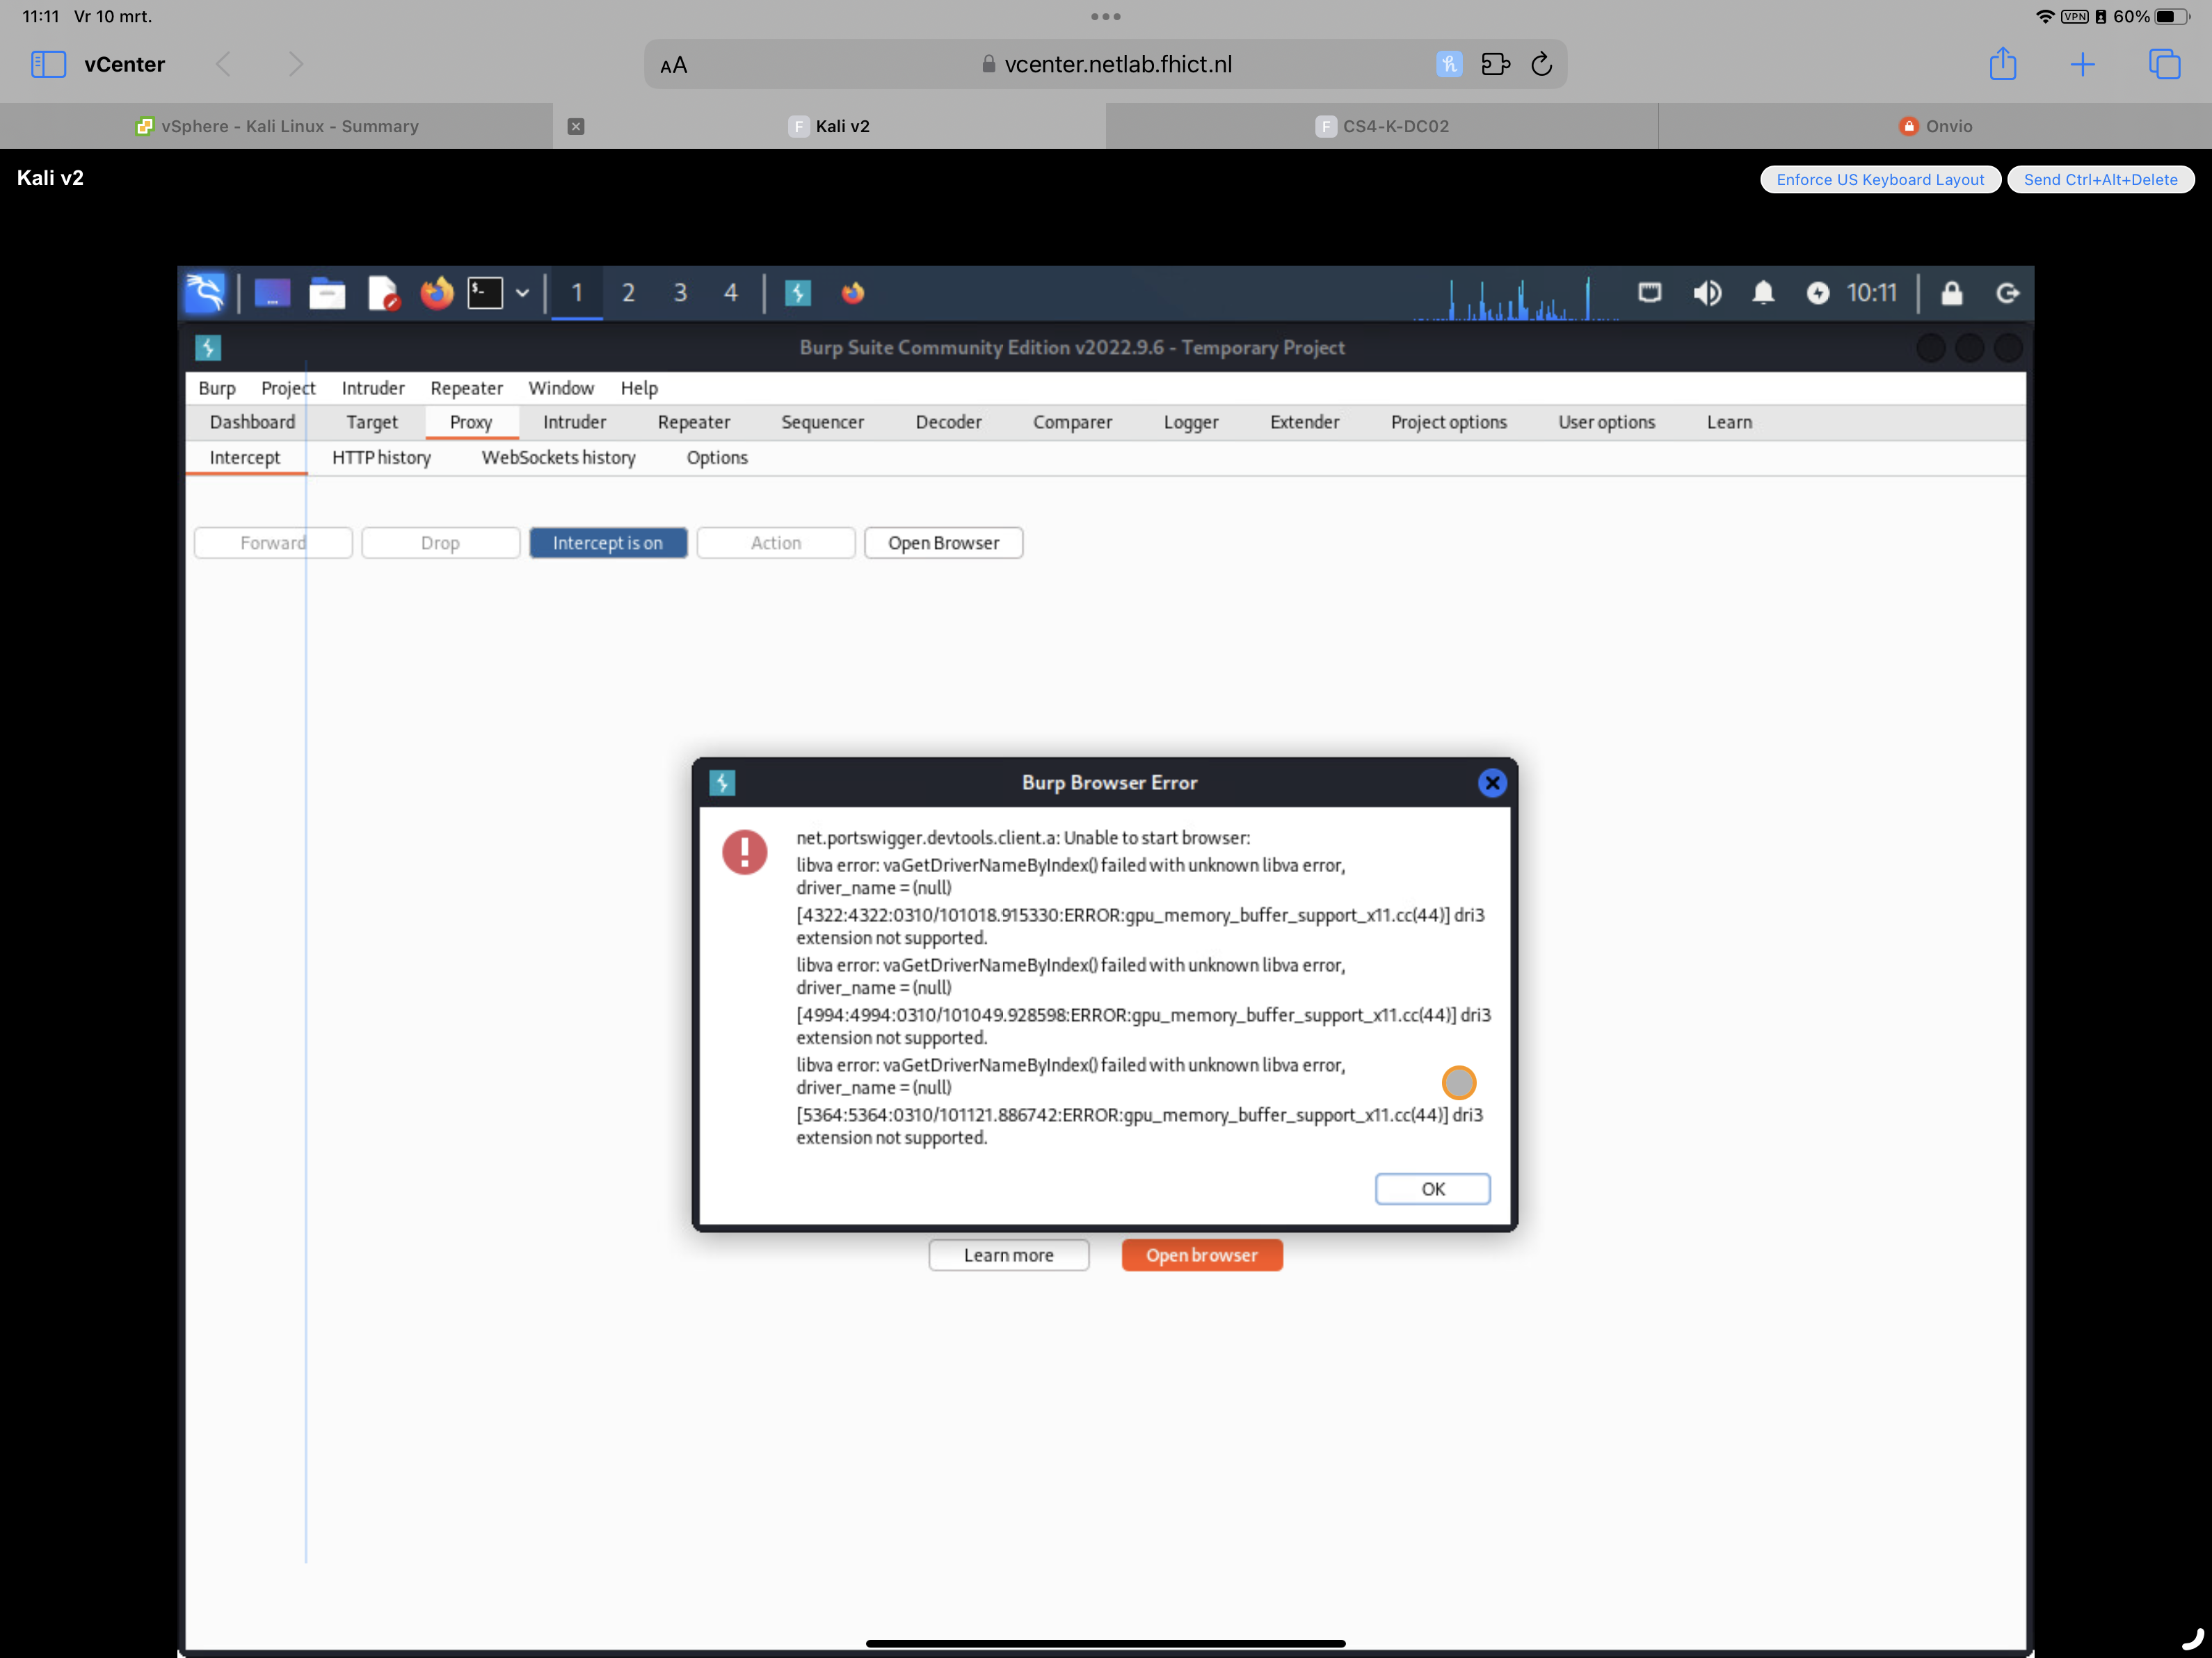 11:11 Vr 10 mrt.
VPN 60%
vCenter
AA
vcenter.netlab.fhict.nl
vSphere - Kali Linux - Summary
F Kali v2
F CS4-K-DC02
Onvio
Kali v2
Enforce US Keyboard Layout
Send Ctrl+Alt+Delete
$-
1 2 3 4
10:11
Burp Suite Community Edition v2022.9.6 - Temporary Project
Burp Project Intruder Repeater Window Help
Dashboard Target Proxy Intruder Repeater Sequencer Decoder Comparer Logger Extender Project options User options Learn
Intercept HTTP history WebSockets history Options
Forward Drop Intercept is on Action Open Browser
Burp Browser Error
net.portswigger.devtools.client.a: Unable to start browser:
libva error: vaGetDriverNameByIndex() failed with unknown libva error,
driver_name = (null)
[4322:4322:0310/101018.915330:ERROR:gpu_memory_buffer_support_x11.cc(44)] dri3
extension not supported.
libva error: vaGetDriverNameByIndex() failed with unknown libva error,
driver_name = (null)
[4994:4994:0310/101049.928598:ERROR:gpu_memory_buffer_support_x11.cc(44)] dri3
extension not supported.
libva error: vaGetDriverNameByIndex() failed with unknown libva error,
driver_name = (null)
[5364:5364:0310/101121.886742:ERROR:gpu_memory_buffer_support_x11.cc(44)] dri3
extension not supported.
OK
Learn more
Open browser